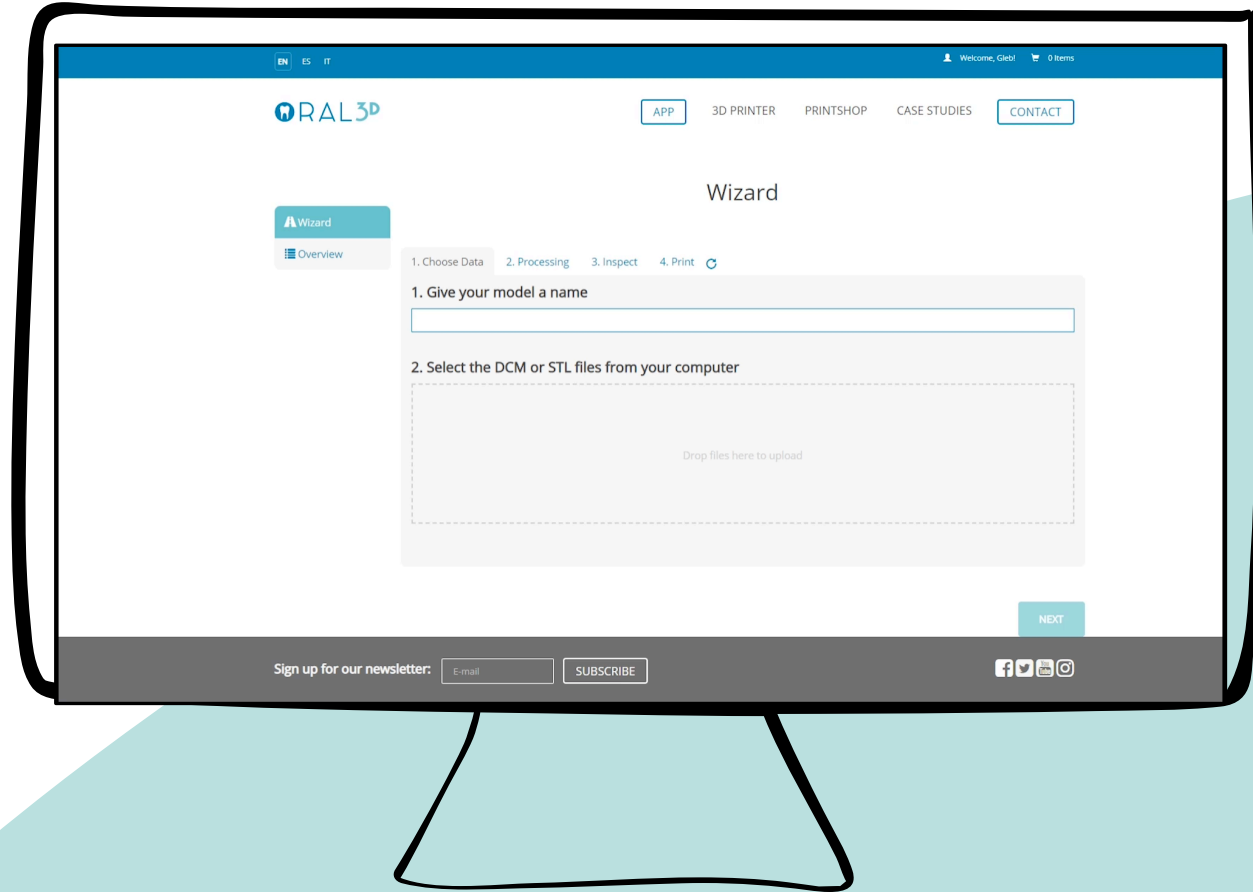 EN ES IT
Welcome, Gleb! 0 Items
ORAL3D
APP 3D PRINTER PRINTSHOP CASE STUDIES CONTACT
Wizard
Wizard
Overview
1. Choose Data 2. Processing 3. Inspect 4. Print
1. Give your model a name
2. Select the DCM or STL files from your computer
Drop files here to upload
NEXT
Sign up for our newsletter: E-mail SUBSCRIBE